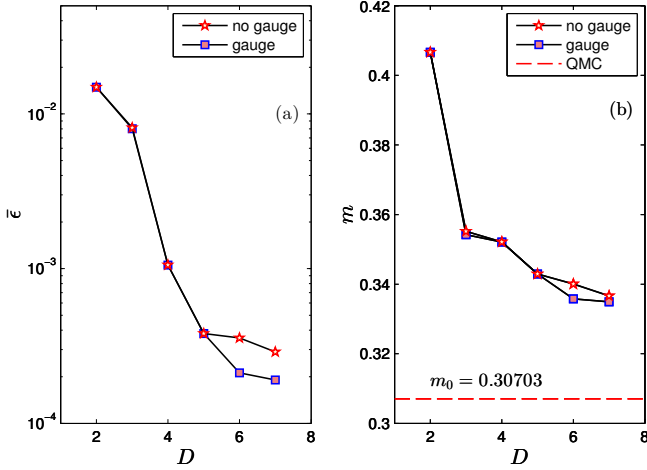 no gauge
gauge
(a)
10⁻²
10⁻³
10⁻⁴
ε̄
2 4 6 8
D
no gauge
gauge
QMC
(b)
0.42
0.4
0.38
0.36
0.34
0.32
0.3
m
m₀ = 0.30703
2 4 6 8
D